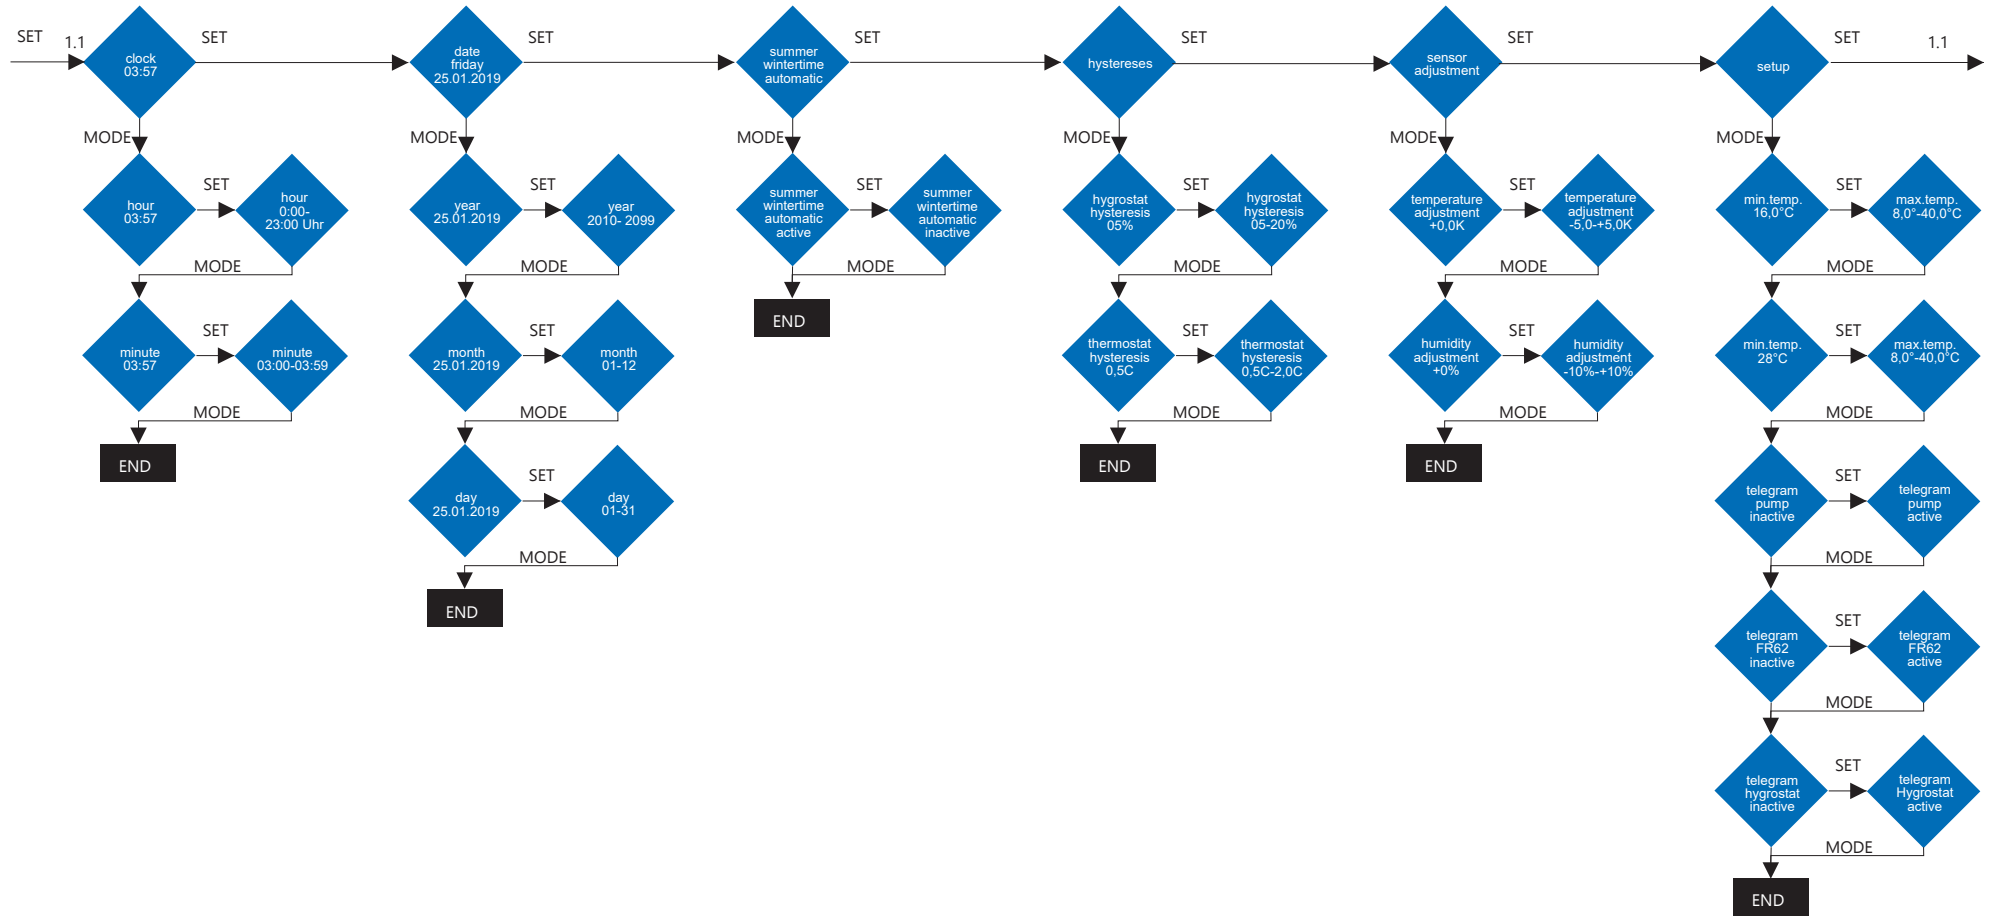 SET
1.1
clock
03:57
SET
date
friday
25.01.2019
SET
summer
wintertime
automatic
SET
hystereses
SET
sensor
adjustment
SET
setup
SET
1.1
MODE
MODE
MODE
MODE
MODE
MODE
hour
03:57
SET
hour
0:00-
23:00 Uhr
year
25.01.2019
SET
year
2010- 2099
summer
wintertime
automatic
active
SET
summer
wintertime
automatic
inactive
hygrostat
hysteresis
05%
SET
hygrostat
hysteresis
05-20%
temperature
adjustment
+0,0K
SET
temperature
adjustment
-5,0-+5,0K
min.temp.
16,0°C
SET
max.temp.
8,0°-40,0°C
MODE
MODE
MODE
MODE
MODE
MODE
minute
03:57
SET
minute
03:00-03:59
month
25.01.2019
SET
month
01-12
END
thermostat
hysteresis
0,5C
SET
thermostat
hysteresis
0,5C-2,0C
humidity
adjustment
+0%
SET
humidity
adjustment
-10%-+10%
min.temp.
28°C
SET
max.temp.
8,0°-40,0°C
MODE
MODE
MODE
MODE
MODE
END
day
25.01.2019
SET
day
01-31
END
END
telegram
pump
inactive
SET
telegram
pump
active
MODE
MODE
END
telegram
FR62
inactive
SET
telegram
FR62
active
MODE
telegram
hygrostat
inactive
SET
telegram
Hygrostat
active
MODE
END